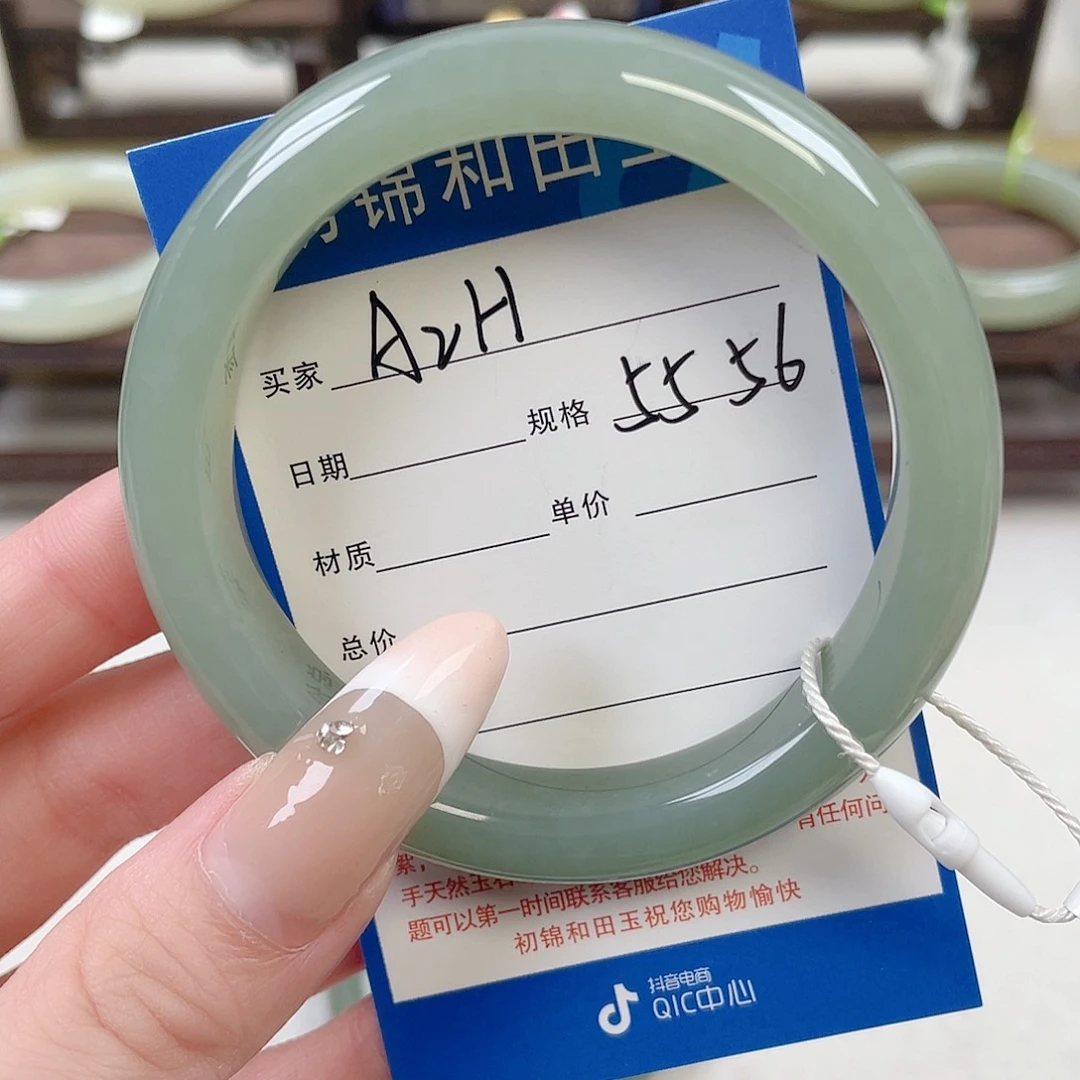 初锦和田玉
买家 A2H
规格 55 56
日期
单价
材质
总价
有任何问
手天然玉石
题可以第一时间联系客服给您解决。
初锦和田玉祝您购物愉快
抖音电商
QIC中心